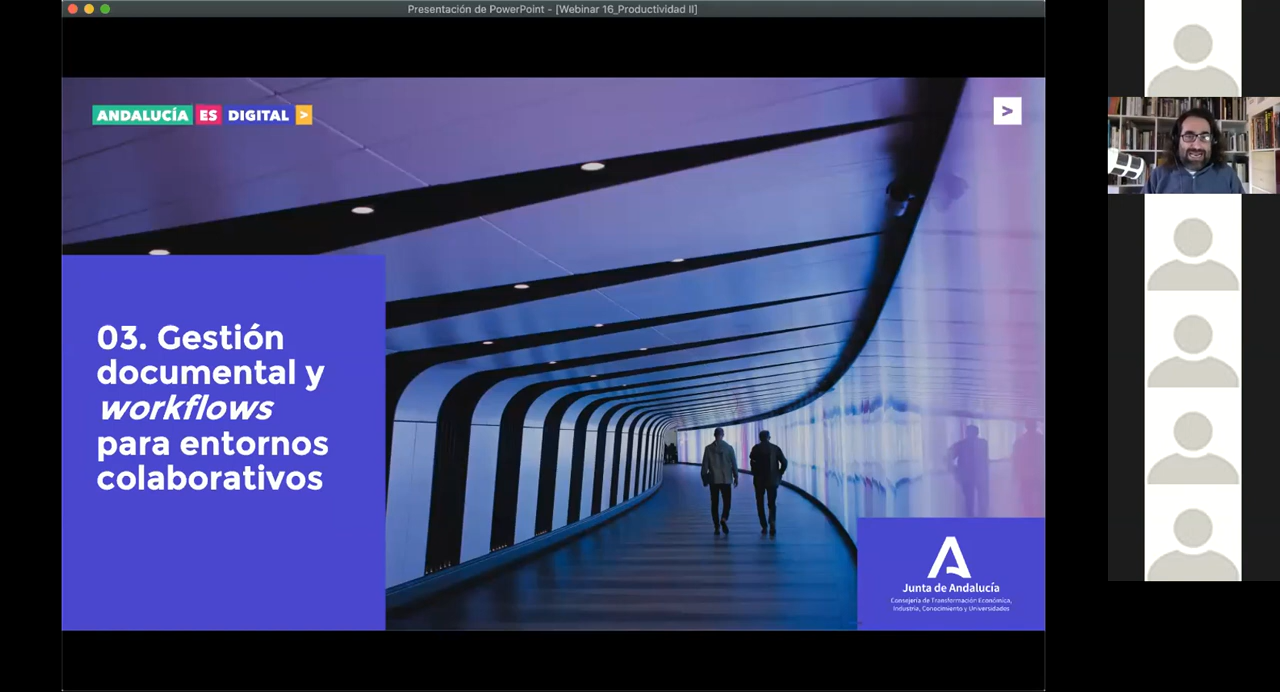 Presentación de PowerPoint - [Webinar 16_Productividad II]
ANDALUCÍA ES DIGITAL >
>
03. Gestión
documental y
workflows
para entornos
colaborativos
Junta de Andalucía
Consejería de Transformación Económica,
Industria, Conocimiento y Universidades